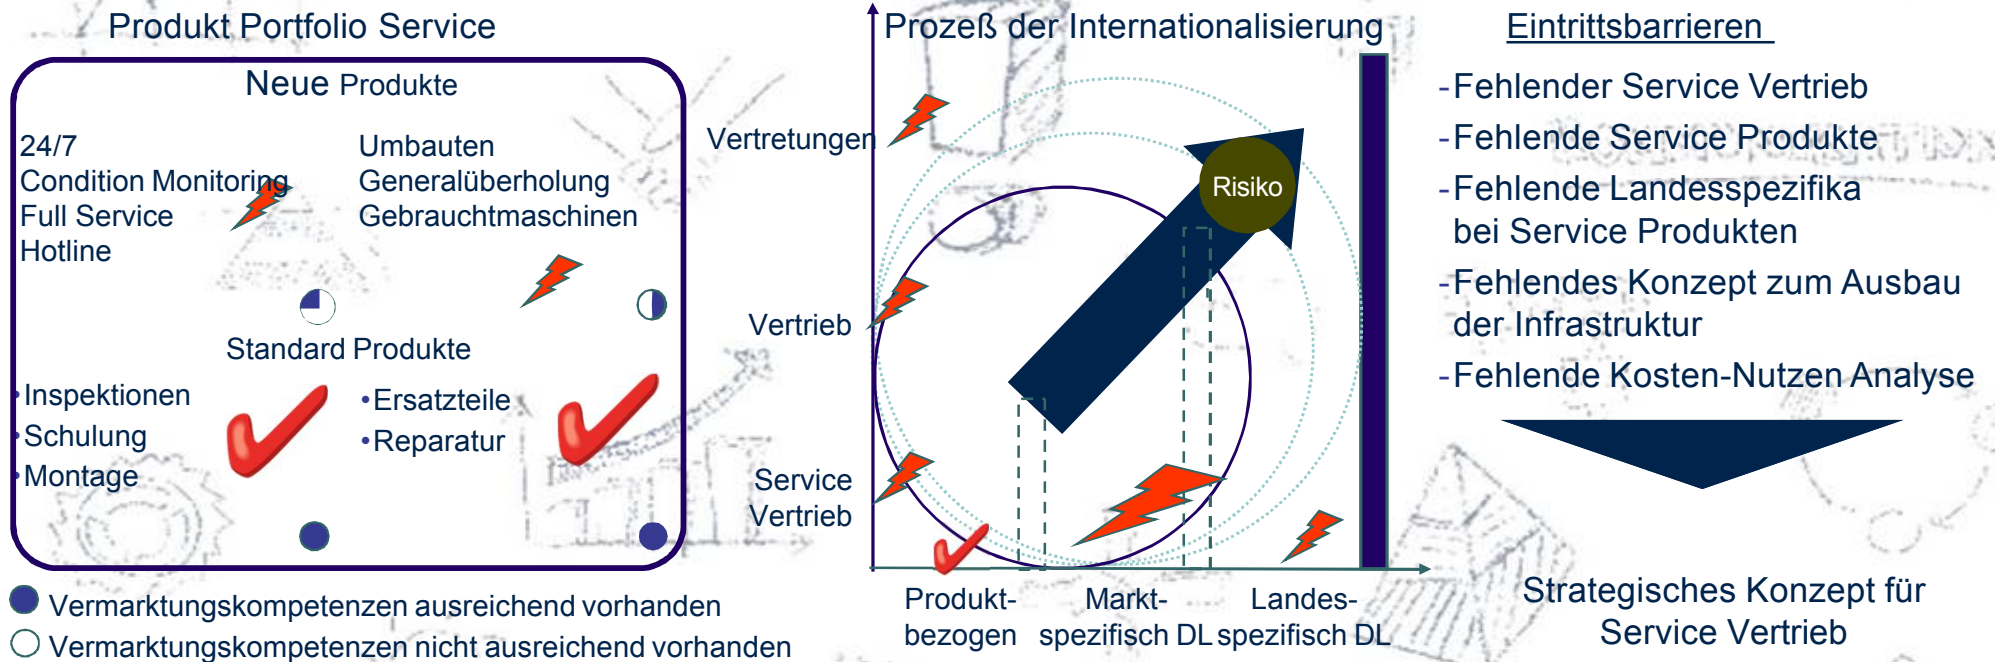 Produkt Portfolio Service
Neue Produkte
24/7
Condition Monitoring
Full Service
Hotline
Umbauten
Generalüberholung
Gebrauchtmaschinen
Standard Produkte
•Inspektionen
•Schulung
•Montage
•Ersatzteile
•Reparatur
Vermarktungskompetenzen ausreichend vorhanden
Vermarktungskompetenzen nicht ausreichend vorhanden
Prozeß der Internationalisierung
Vertretungen
Vertrieb
Service
Vertrieb
Risiko
Produkt-
bezogen
Markt-
spezifisch DL
Landes-
spezifisch DL
Eintrittsbarrieren
-Fehlender Service Vertrieb
-Fehlende Service Produkte
-Fehlende Landesspezifika
bei Service Produkten
-Fehlendes Konzept zum Ausbau
der Infrastruktur
-Fehlende Kosten-Nutzen Analyse
Strategisches Konzept für
Service Vertrieb